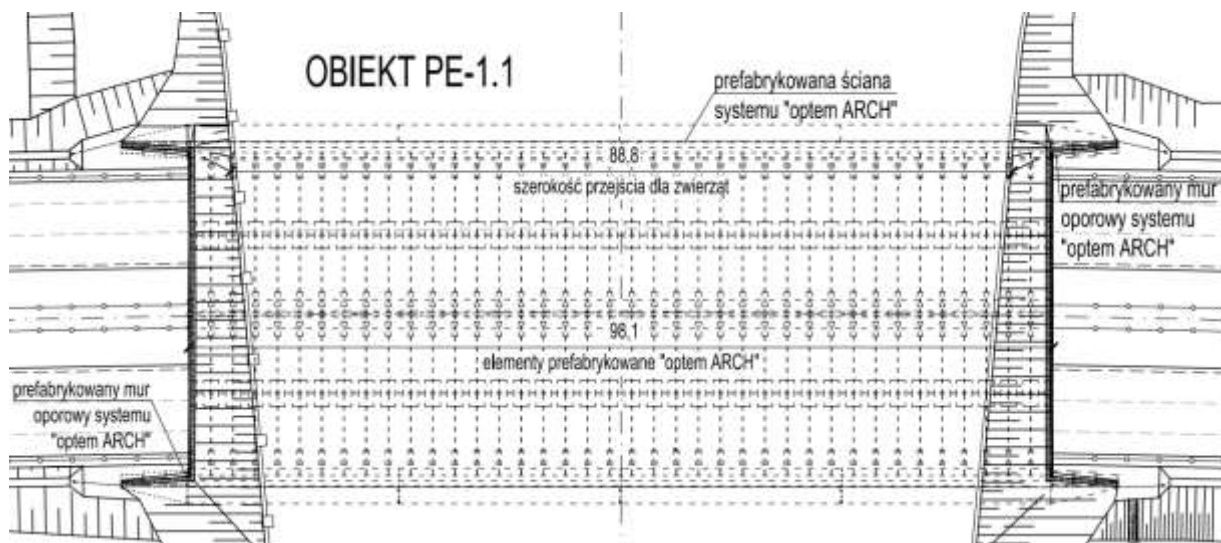 OBIEKT PE-1.1
prefabrykowana ściana
systemu "optem ARCH"
88,8
szerokość przejścia dla zwierząt
prefabrykowany mur
oporowy systemu
"optem ARCH"
98,1
elementy prefabrykowane "optem ARCH"
prefabrykowany mur
oporowy systemu
"optem ARCH"